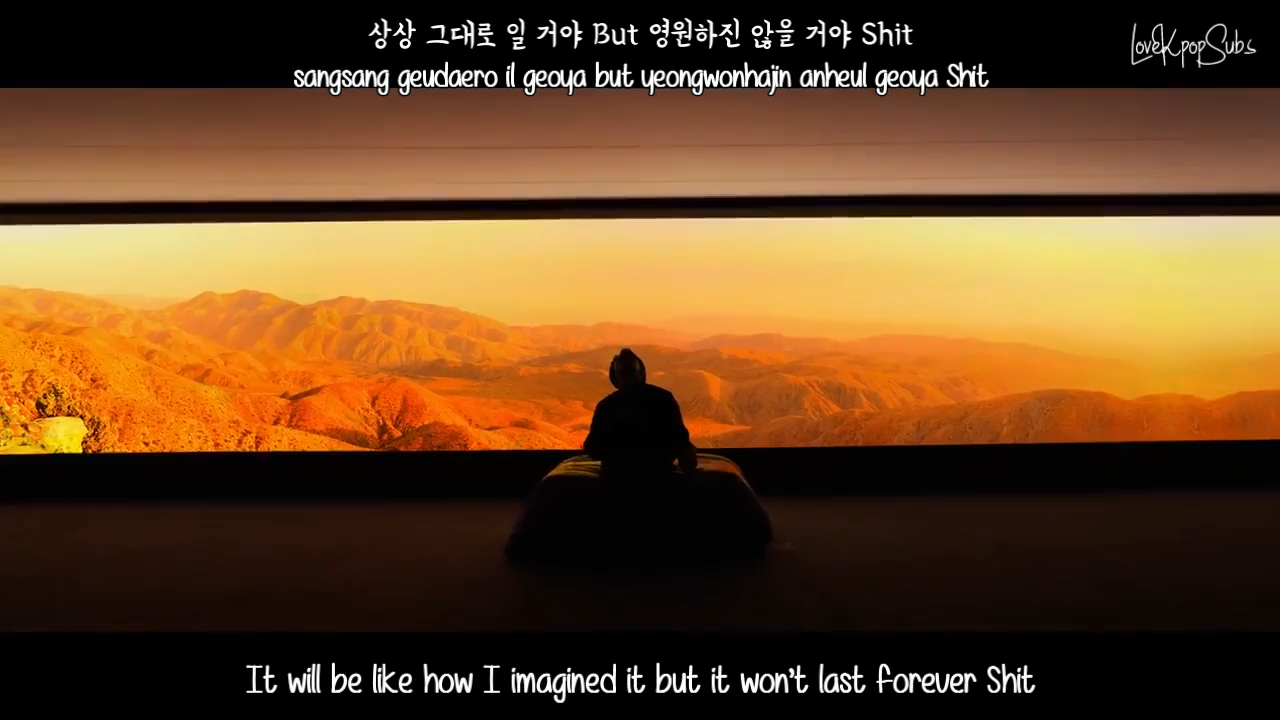 상상 그대로 일 거야 But 영원하진 않을 거야 Shit
LoveKpopSubs
sangsang geudaero il geoya but yeongwonhajin anheul geoya Shit
It will be like how I imagined it but it won't last forever Shit